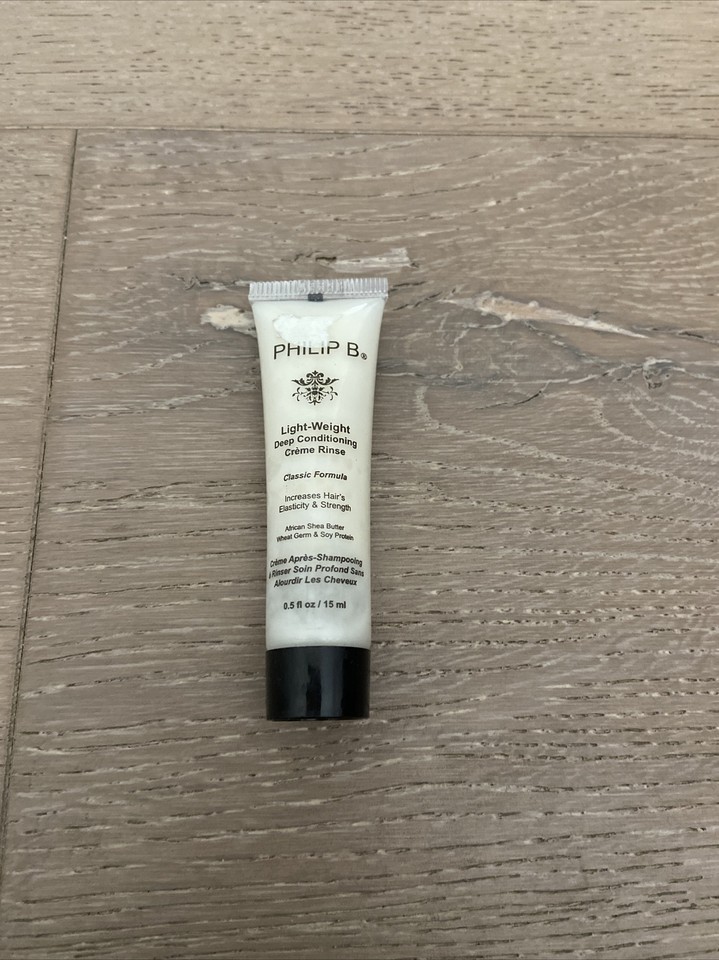 PHILIP B.®
Light-Weight
Deep Conditioning
Crème Rinse
Classic Formula
Increases Hair's
Elasticity & Strength
African Shea Butter
Wheat Germ & Soy Protein
Crème Après-Shampooing
à Rinser Soin Profond Sans
Alourdir Les Cheveux
0.5 fl oz / 15 ml